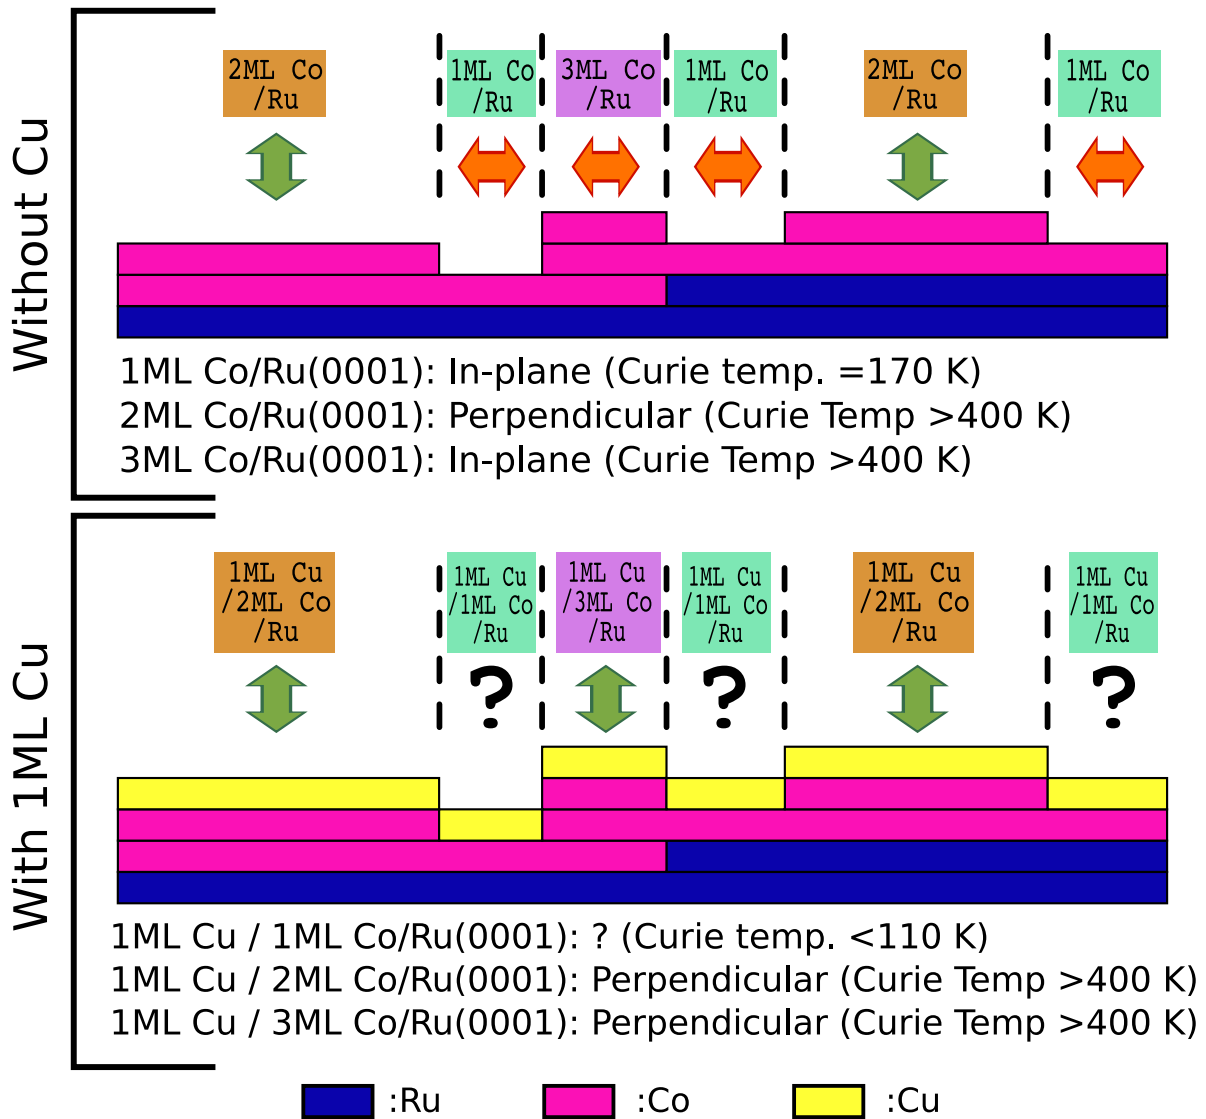 Without Cu
2ML Co
/Ru
1ML Co
/Ru
3ML Co
/Ru
1ML Co
/Ru
2ML Co
/Ru
1ML Co
/Ru
1ML Co/Ru(0001): In-plane (Curie temp. =170 K)
2ML Co/Ru(0001): Perpendicular (Curie Temp >400 K)
3ML Co/Ru(0001): In-plane (Curie Temp >400 K)
With 1ML Cu
1ML Cu
/2ML Co
/Ru
1ML Cu
/1ML Co
/Ru
?
1ML Cu
/3ML Co
/Ru
1ML Cu
/1ML Co
/Ru
?
1ML Cu
/2ML Co
/Ru
1ML Cu
/1ML Co
/Ru
?
1ML Cu / 1ML Co/Ru(0001): ? (Curie temp. <110 K)
1ML Cu / 2ML Co/Ru(0001): Perpendicular (Curie Temp >400 K)
1ML Cu / 3ML Co/Ru(0001): Perpendicular (Curie Temp >400 K)
:Ru
:Co
:Cu